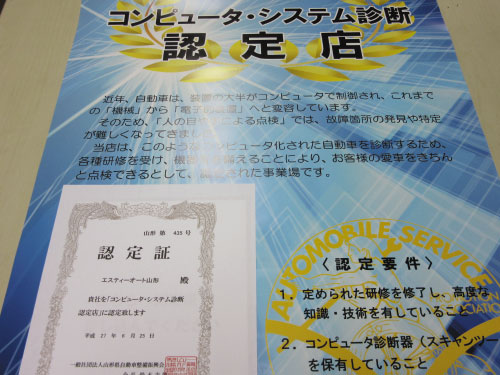 コンピュータ・システム診断
認定店
近年、自動車は、装置の大半がコンピュータで制御され、これまで
の「機械」から「電子の装置」へと変容しています。
そのため、「人の目や による点検」では、故障箇所の発見や特定
が難しくなってきま
当店は、このような ンピュータ化された自動車を診断するため、
各種研修を受け、機 備えることにより、お客様の愛車をきちん
と点検できるとして、 された事業場です。
山形 第 435 号
認定証
エスティーオート山形 殿
貴社を「コンピュータ・システム診断
認定店」に認定致します
平成 27 年 6 月 25 日
一般社団法人山形県自動車整備振興会
AUTOMOBILE SERVICE
〈認定要件〉
1. 定められた研修を修了し、高度な
知識・技術を有していること
2. コンピュータ診断器(スキャンツー
を保有していること